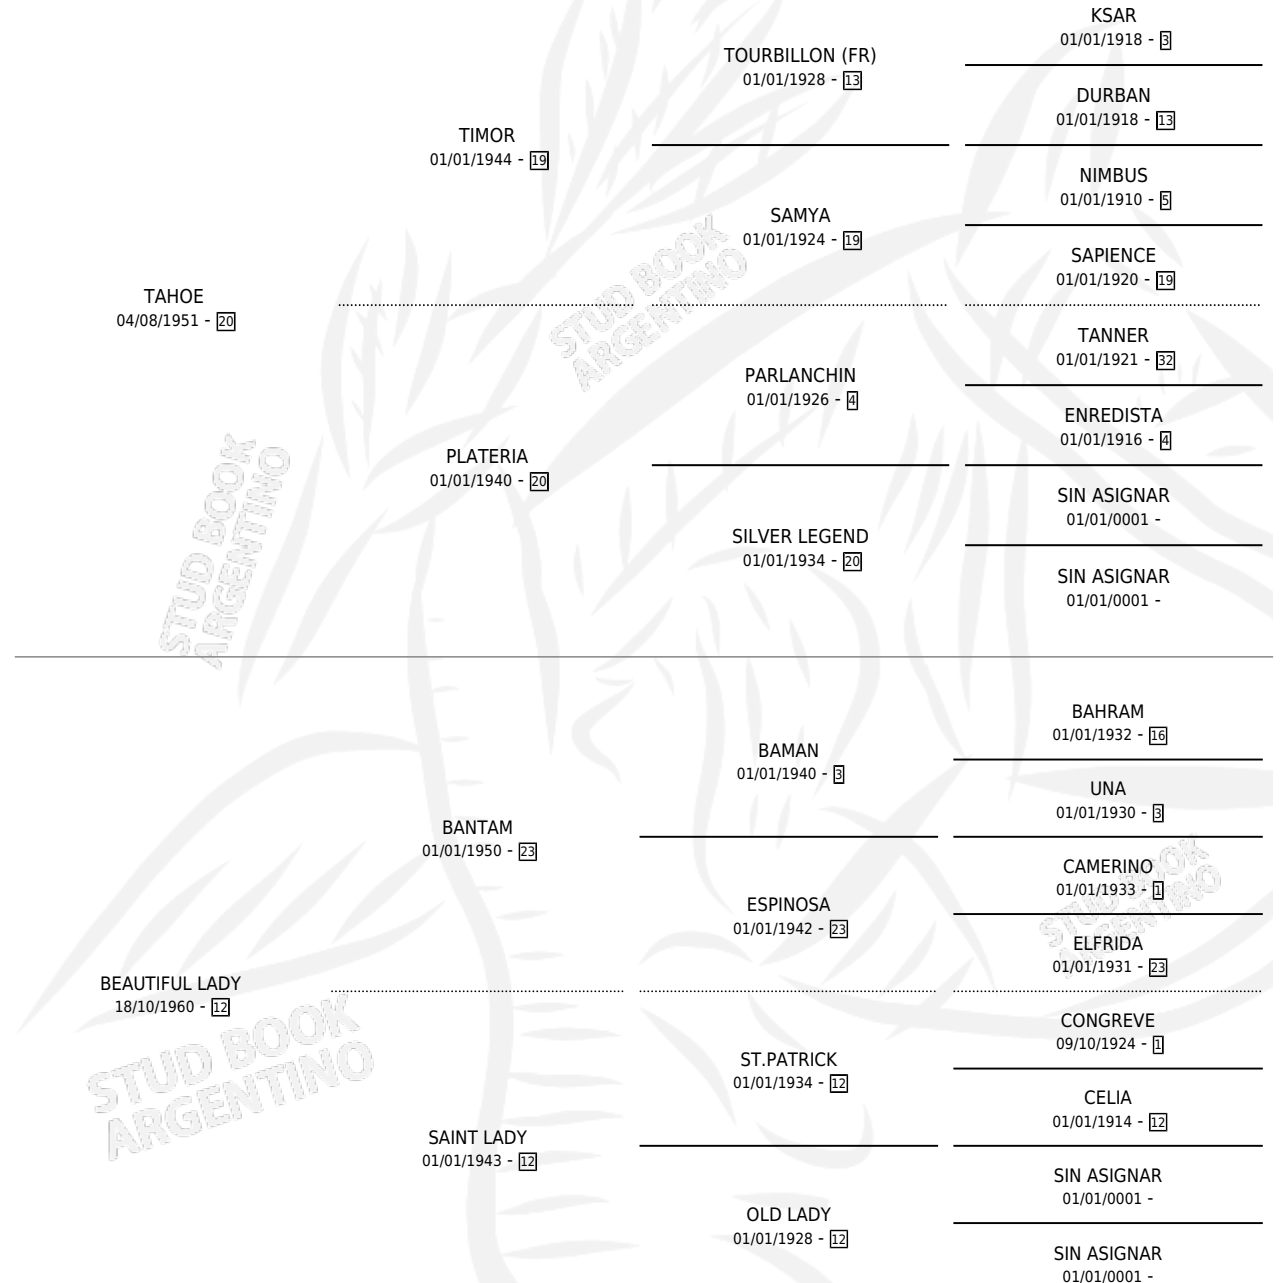 KSAR
01/01/1918 - 3
TOURBILLON (FR)
01/01/1928 - 13
DURBAN
01/01/1918 - 13
TIMOR
01/01/1944 - 19
NIMBUS
01/01/1910 - 5
SAMYA
01/01/1924 - 19
SAPIENCE
01/01/1920 - 19
TAHOE
04/08/1951 - 20
TANNER
01/01/1921 - 32
PARLANCHIN
01/01/1926 - 4
ENREDISTA
01/01/1916 - 4
PLATERIA
01/01/1940 - 20
SIN ASIGNAR
01/01/0001 -
SILVER LEGEND
01/01/1934 - 20
SIN ASIGNAR
01/01/0001 -
BAHRAM
01/01/1932 - 16
BAMAN
01/01/1940 - 3
UNA
01/01/1930 - 3
BANTAM
01/01/1950 - 23
CAMERINO
01/01/1933 - 1
ESPINOSA
01/01/1942 - 23
ELFRIDA
01/01/1931 - 23
BEAUTIFUL LADY
18/10/1960 - 12
CONGREVE
09/10/1924 - 1
ST.PATRICK
01/01/1934 - 12
CELIA
01/01/1914 - 12
SAINT LADY
01/01/1943 - 12
SIN ASIGNAR
01/01/0001 -
OLD LADY
01/01/1928 - 12
SIN ASIGNAR
01/01/0001 -
STUD BOOK
ARGENTINO
STUD BOOK
ARGENTINO
STUD BOOK
ARGENTINO
STUD BOOK
ARGENTINO